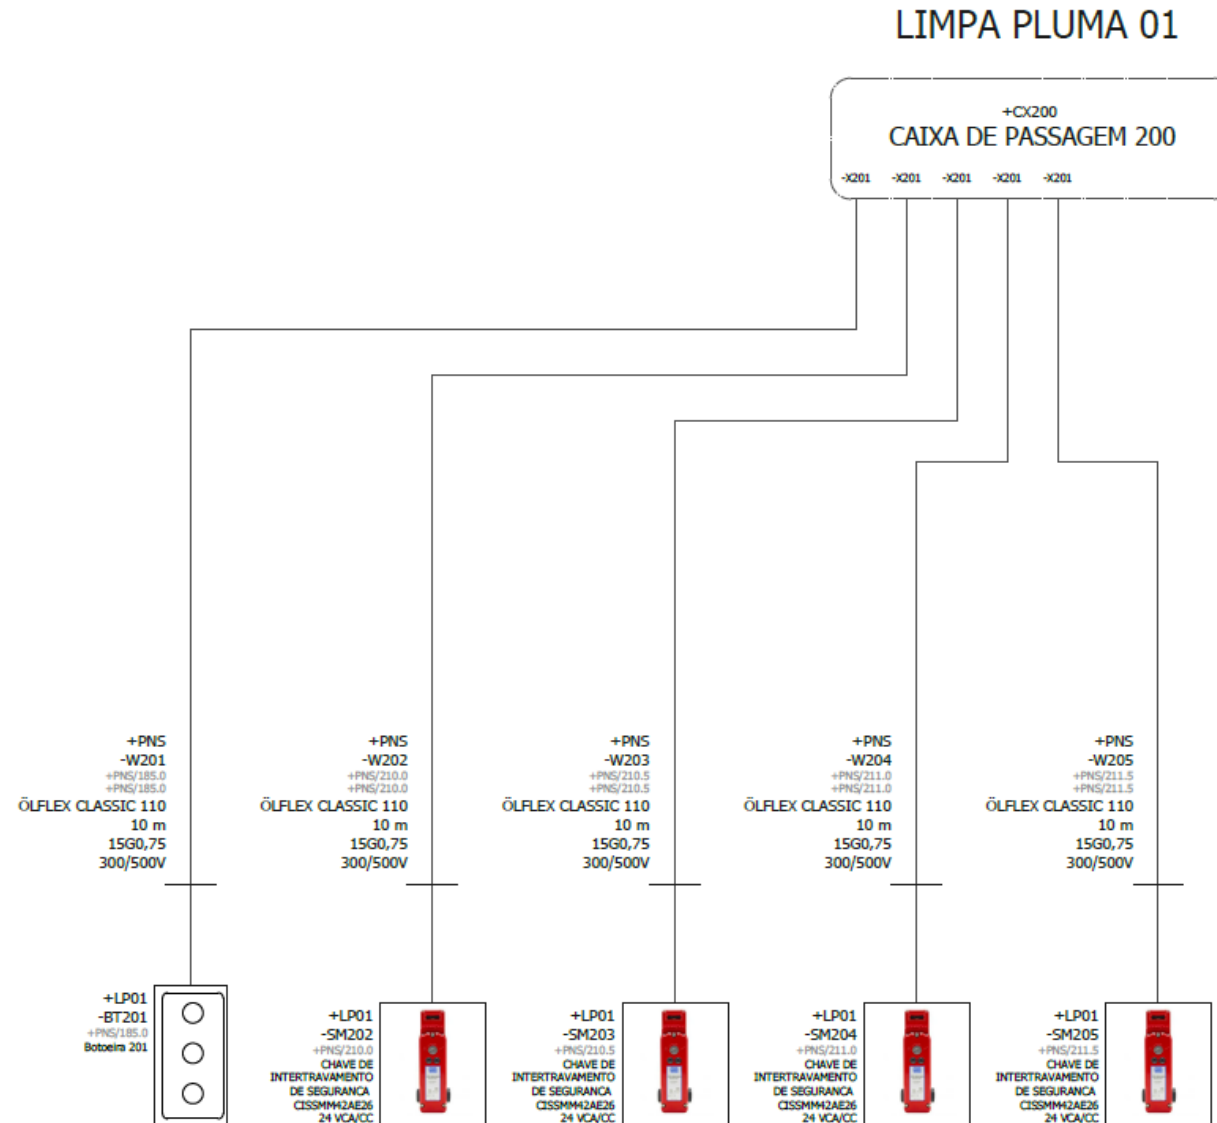 LIMPA PLUMA 01
+CX200
CAIXA DE PASSAGEM 200
-X201 -X201 -X201 -X201 -X201
+PNS
-W201
+PNS/185.0
+PNS/185.0
ÖLFLEX CLASSIC 110
10 m
15G0,75
300/500V
+PNS
-W202
+PNS/210.0
+PNS/210.0
ÖLFLEX CLASSIC 110
10 m
15G0,75
300/500V
+PNS
-W203
+PNS/210.5
+PNS/210.5
ÖLFLEX CLASSIC 110
10 m
15G0,75
300/500V
+PNS
-W204
+PNS/211.0
+PNS/211.0
ÖLFLEX CLASSIC 110
10 m
15G0,75
300/500V
+PNS
-W205
+PNS/211.5
+PNS/211.5
ÖLFLEX CLASSIC 110
10 m
15G0,75
300/500V
+LP01
-BT201
+PNS/185.0
Botoeira 201
+LP01
-SM202
+PNS/210.0
CHAVE DE
INTERTRAVAMENTO
DE SEGURANCA
CISSMM42AE26
24 VCA/CC
+LP01
-SM203
+PNS/210.5
CHAVE DE
INTERTRAVAMENTO
DE SEGURANCA
CISSMM42AE26
24 VCA/CC
+LP01
-SM204
+PNS/211.0
CHAVE DE
INTERTRAVAMENTO
DE SEGURANCA
CISSMM42AE26
24 VCA/CC
+LP01
-SM205
+PNS/211.5
CHAVE DE
INTERTRAVAMENTO
DE SEGURANCA
CISSMM42AE26
24 VCA/CC